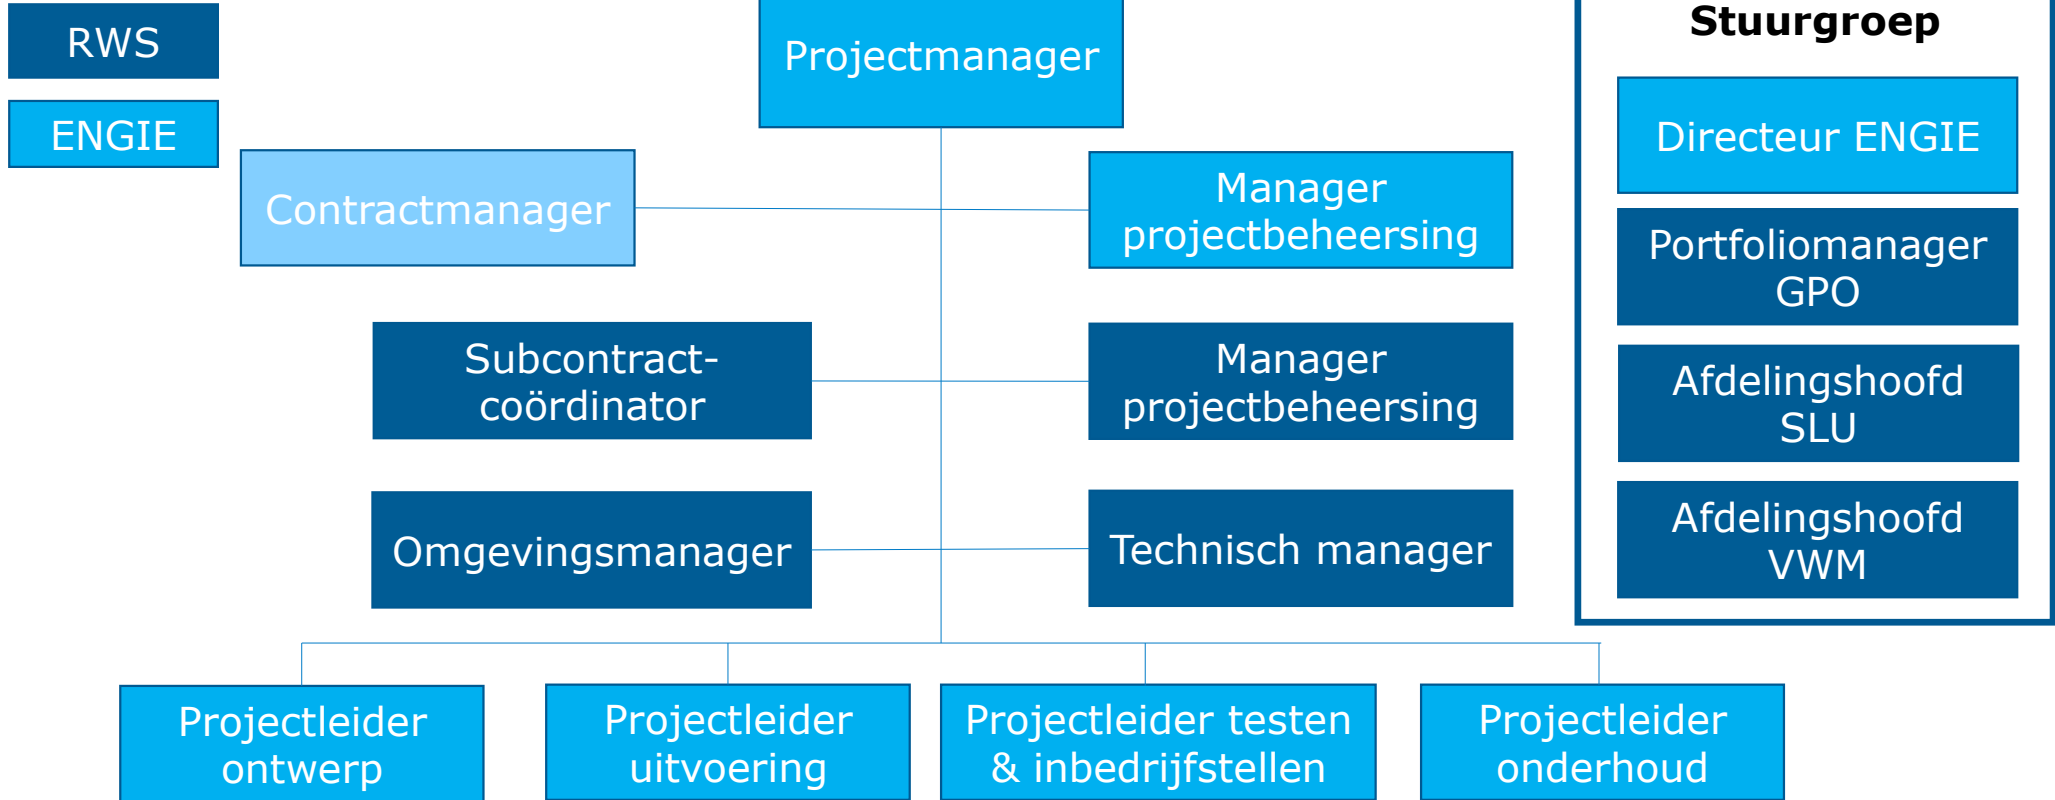 RWS
ENGIE
Projectmanager
Contractmanager
Manager
projectbeheersing
Subcontract-
coördinator
Manager
projectbeheersing
Omgevingsmanager
Technisch manager
Projectleider
ontwerp
Projectleider
uitvoering
Projectleider testen
& inbedrijfstellen
Projectleider
onderhoud
Stuurgroep
Directeur ENGIE
Portfoliomanager
GPO
Afdelingshoofd
SLU
Afdelingshoofd
VWM